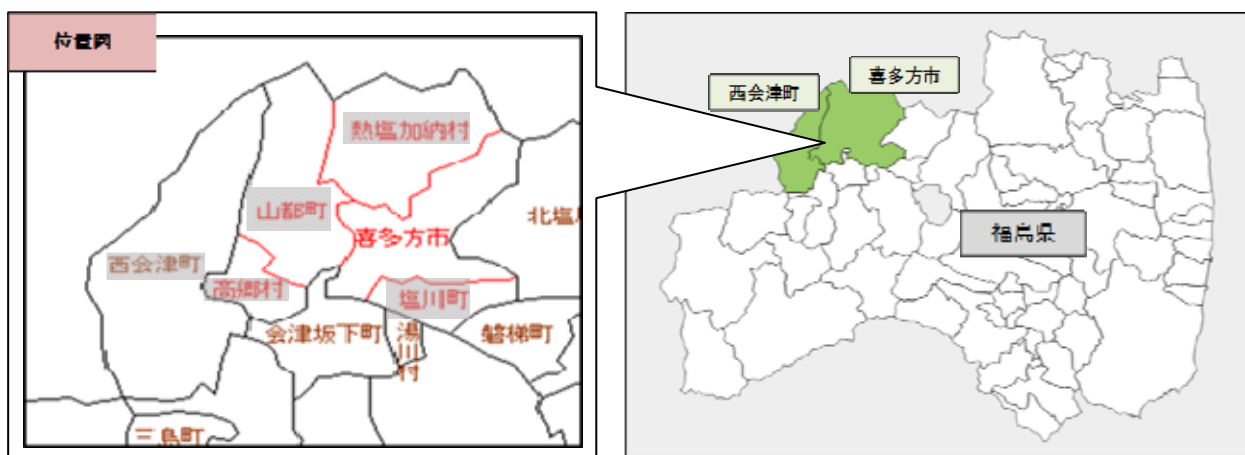 位置図
熱塩加納村
山都町
北塩
喜多方市
西会津町
高郷村
塩川町
会津坂下町
湯川村
磐梯町
三島町
喜多方市
西会津町
福島県